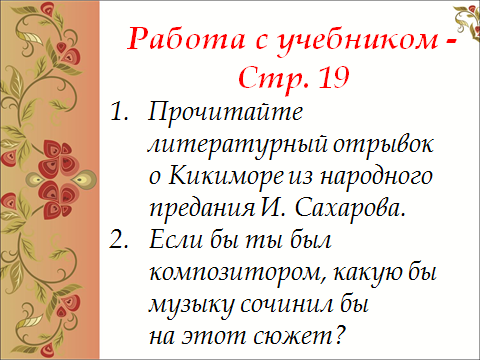 Работа с учебником -
Стр. 19
1. Прочитайте
литературный отрывок
о Кикиморе из народного
предания И. Сахарова.
2. Если бы ты был
композитором, какую бы
музыку сочинил бы
на этот сюжет?